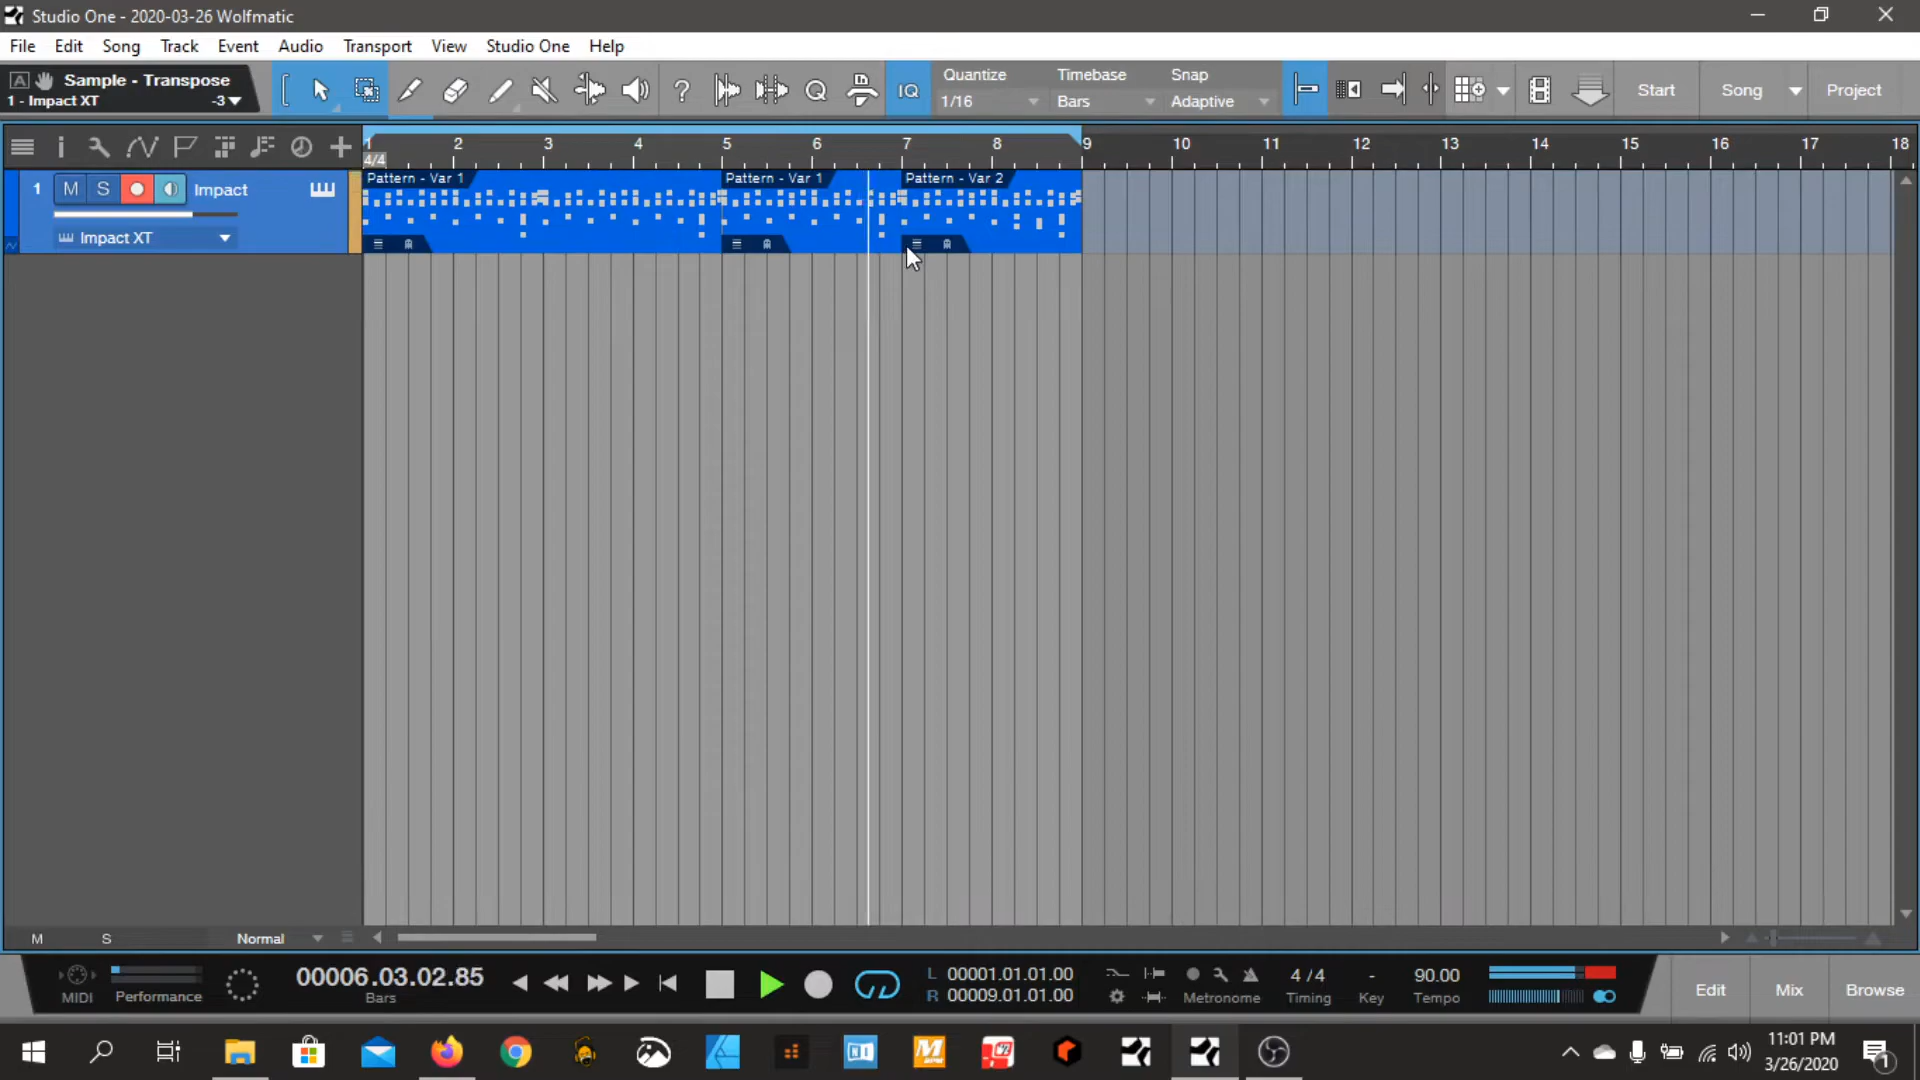 Studio One - 2020-03-26 Wolfmatic
File Edit Song Track Event Audio Transport View Studio One Help
A Sample - Transpose
1 - Impact XT -3
IQ
Quantize Timebase Snap
1/16 Bars Adaptive
Start Song Project
1 2 3 4 5 6 7 8 9 10 11 12 13 14 15 16 17 18
4/4
1 M S Impact
Impact XT
Pattern - Var 1 Pattern - Var 1 Pattern - Var 2
M S Normal
MIDI Performance
00006.03.02.85
Bars
L 00001.01.01.00
R 00009.01.01.00
Metronome
4 / 4
Timing
-
Key
90.00
Tempo
Edit Mix Browse
11:01 PM
3/26/2020
1